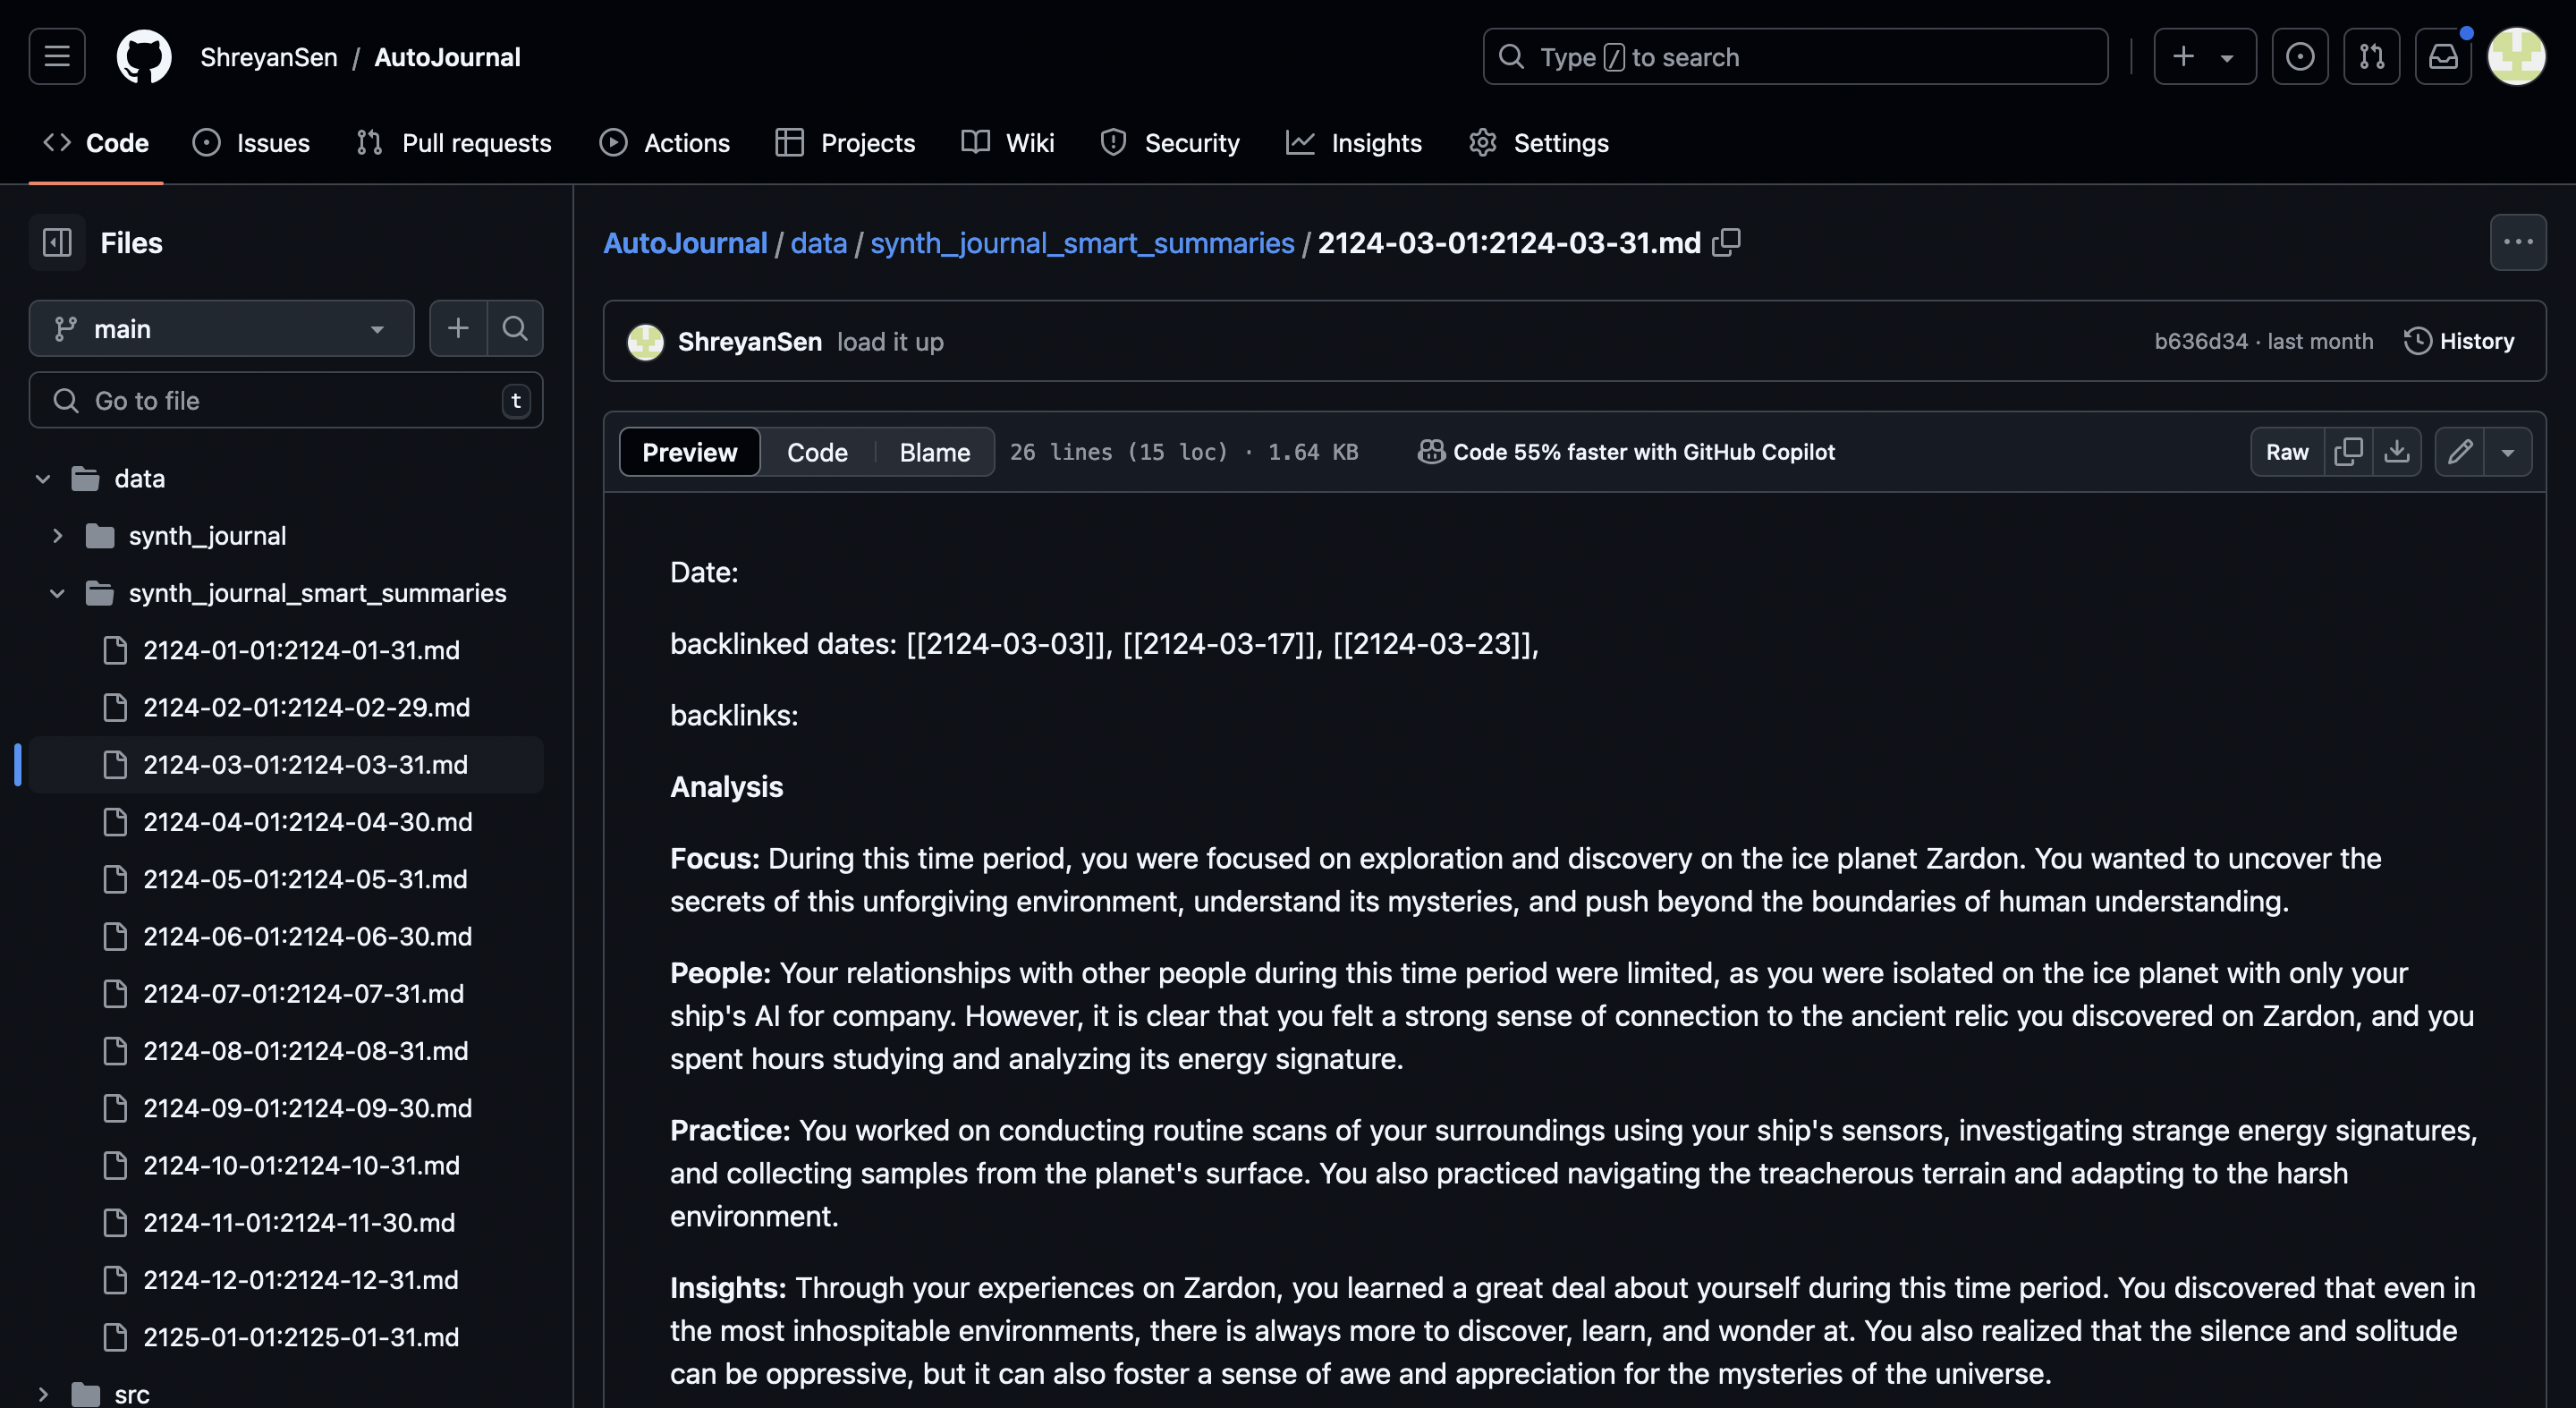 ShreyanSen / AutoJournal
Type / to search
Code
Issues
Pull requests
Actions
Projects
Wiki
Security
Insights
Settings
Files
main
Go to file
t
data
synth_journal
synth_journal_smart_summaries
2124-01-01:2124-01-31.md
2124-02-01:2124-02-29.md
2124-03-01:2124-03-31.md
2124-04-01:2124-04-30.md
2124-05-01:2124-05-31.md
2124-06-01:2124-06-30.md
2124-07-01:2124-07-31.md
2124-08-01:2124-08-31.md
2124-09-01:2124-09-30.md
2124-10-01:2124-10-31.md
2124-11-01:2124-11-30.md
2124-12-01:2124-12-31.md
2125-01-01:2125-01-31.md
src
AutoJournal / data / synth_journal_smart_summaries / 2124-03-01:2124-03-31.md
ShreyanSen load it up
b636d34 · last month
History
Preview
Code
Blame
26 lines (15 loc) · 1.64 KB
Code 55% faster with GitHub Copilot
Raw
Date:
backlinked dates: [[2124-03-03]], [[2124-03-17]], [[2124-03-23]],
backlinks:
Analysis
Focus: During this time period, you were focused on exploration and discovery on the ice planet Zardon. You wanted to uncover the
secrets of this unforgiving environment, understand its mysteries, and push beyond the boundaries of human understanding.
People: Your relationships with other people during this time period were limited, as you were isolated on the ice planet with only your
ship's AI for company. However, it is clear that you felt a strong sense of connection to the ancient relic you discovered on Zardon, and you
spent hours studying and analyzing its energy signature.
Practice: You worked on conducting routine scans of your surroundings using your ship's sensors, investigating strange energy signatures,
and collecting samples from the planet's surface. You also practiced navigating the treacherous terrain and adapting to the harsh
environment.
Insights: Through your experiences on Zardon, you learned a great deal about yourself during this time period. You discovered that even in
the most inhospitable environments, there is always more to discover, learn, and wonder at. You also realized that the silence and solitude
can be oppressive, but it can also foster a sense of awe and appreciation for the mysteries of the universe.